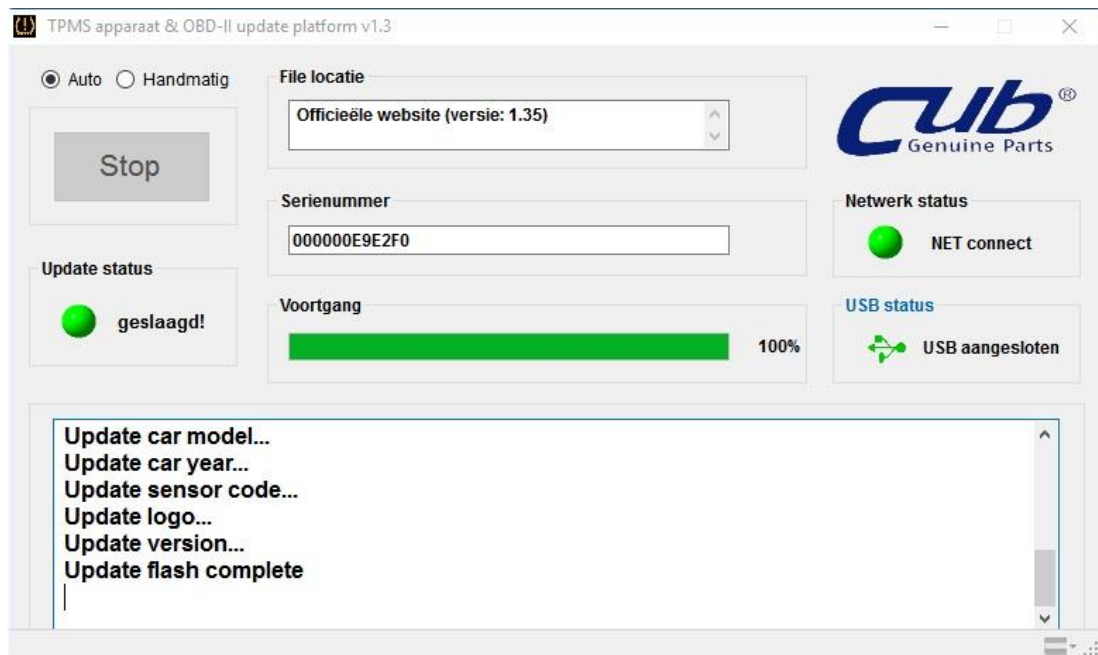 TPMS apparaat & OBD-II update platform v1.3
Auto
Handmatig
Stop
Update status
geslaagd!
File locatie
Officieële website (versie: 1.35)
Serienummer
000000E9E2F0
Voortgang
100%
Cub®
Genuine Parts
Netwerk status
NET connect
USB status
USB aangesloten
Update car model...
Update car year...
Update sensor code...
Update logo...
Update version...
Update flash complete